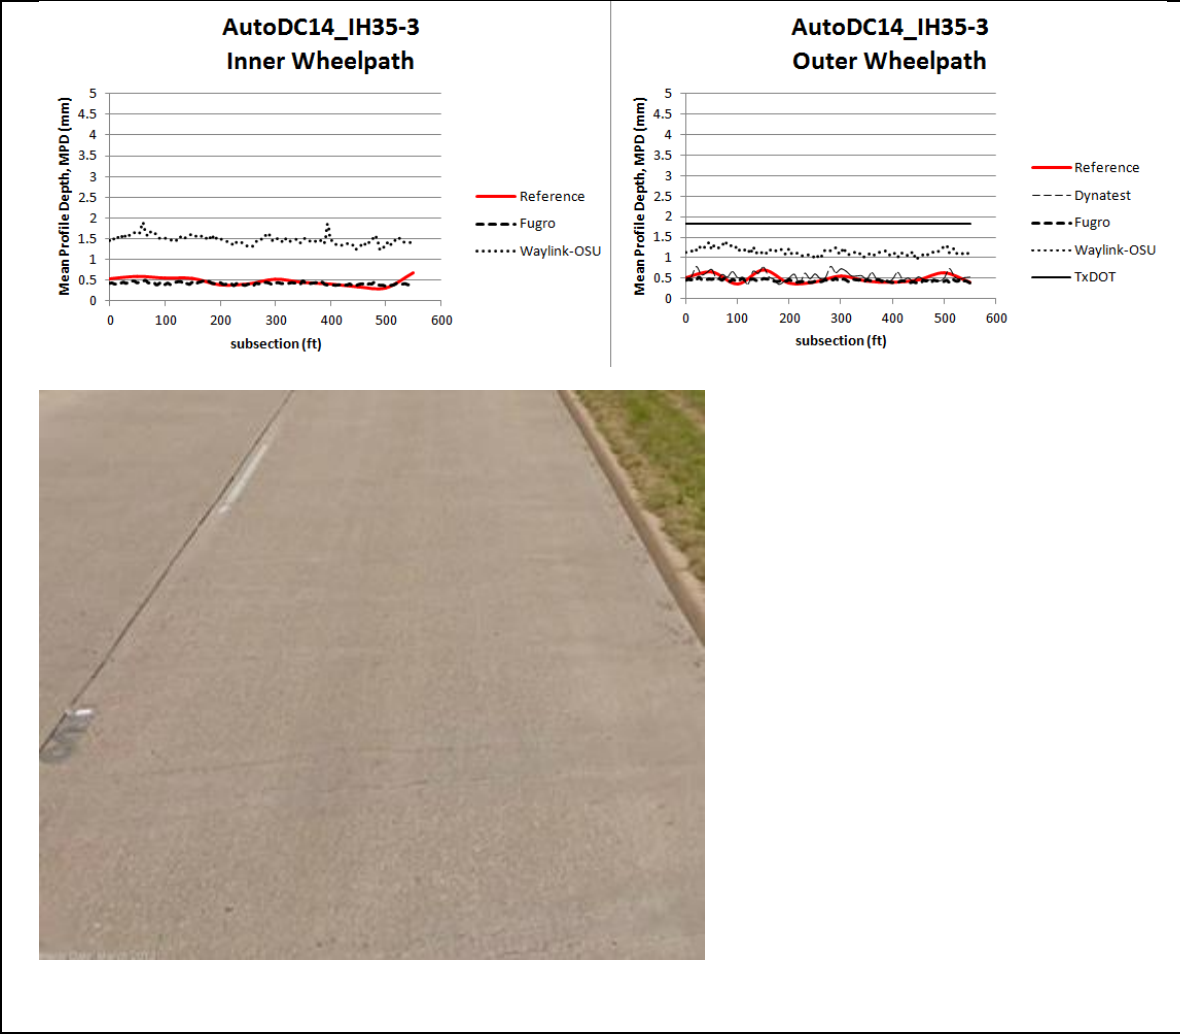 AutoDC14_IH35-3
Inner Wheelpath
Mean Profile Depth, MPD (mm)
5
4.5
4
3.5
3
2.5
2
1.5
1
0.5
0
0 100 200 300 400 500 600
subsection (ft)
Reference
Fugro
Waylink-OSU
AutoDC14_IH35-3
Outer Wheelpath
Mean Profile Depth, MPD (mm)
5
4.5
4
3.5
3
2.5
2
1.5
1
0.5
0
0 100 200 300 400 500 600
subsection (ft)
Reference
Dynatest
Fugro
Waylink-OSU
TxDOT